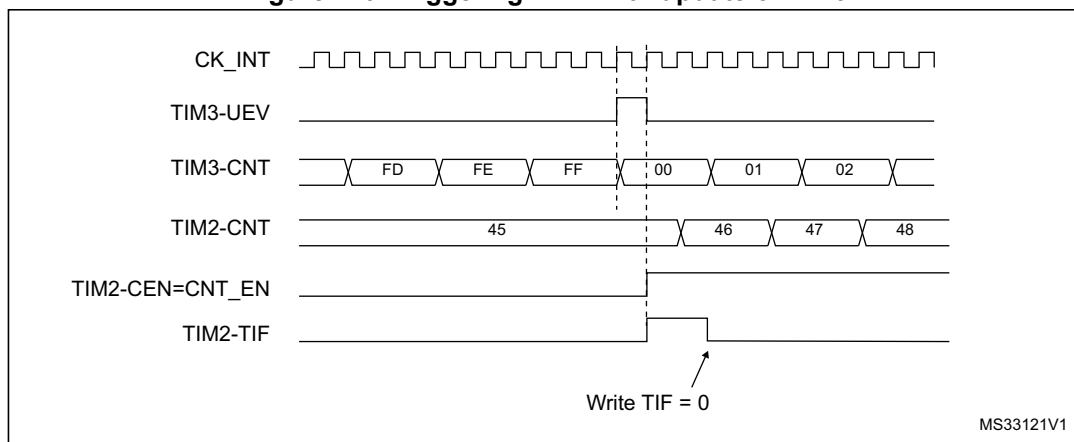 CK_INT
TIM3-UEV
TIM3-CNT FD FE FF 00 01 02
TIM2-CNT 45 46 47 48
TIM2-CEN=CNT_EN
TIM2-TIF
Write TIF = 0
MS33121V1